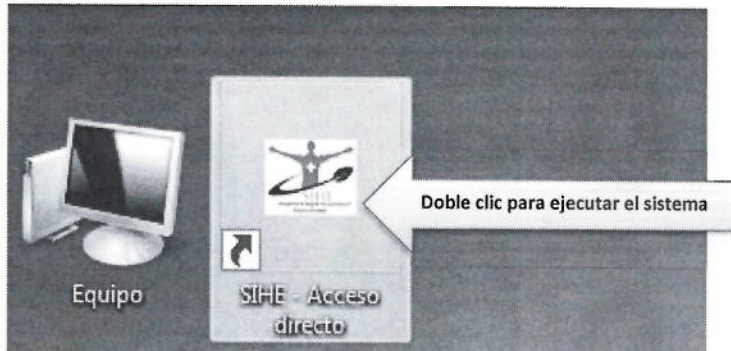 Doble clic para ejecutar el sistema
Equipo
SIHE - Acceso
directo